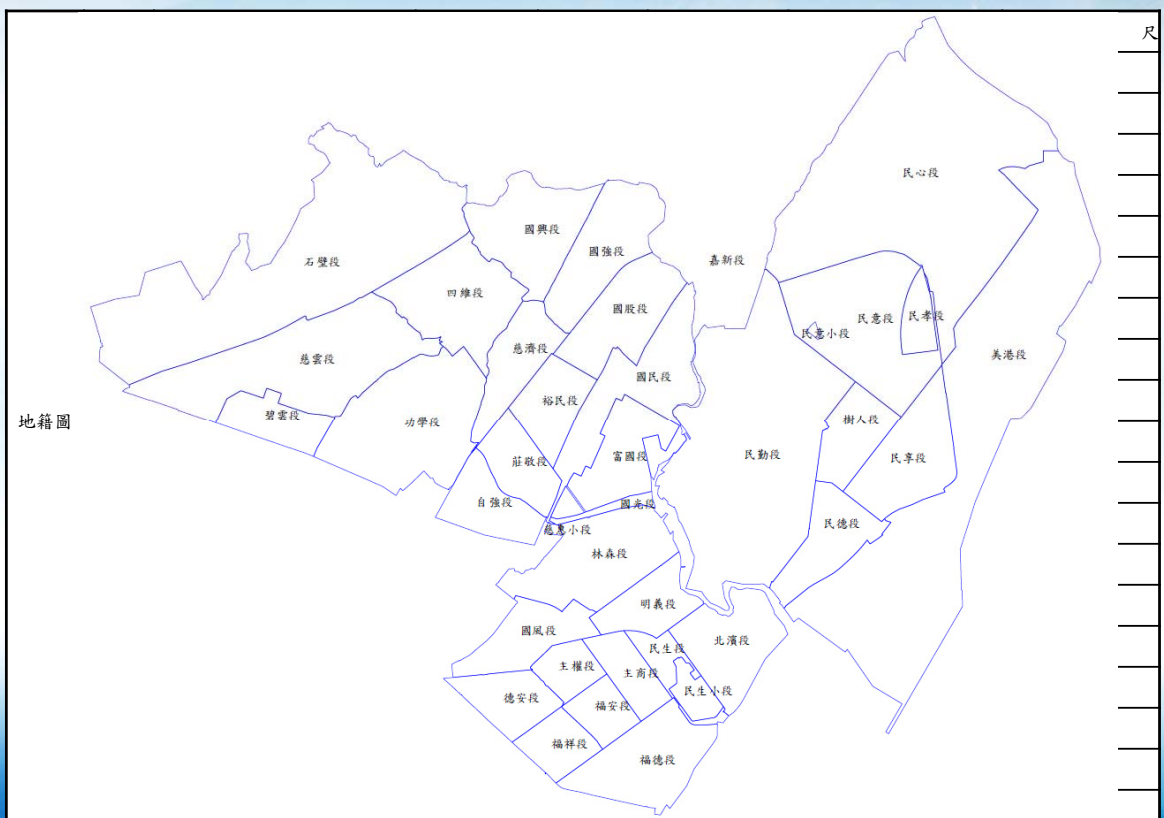 尺
民心段
國興段
國強段
嘉新段
石壁段
四維段
國股段
民意段
民孝段
民意小段
慈濟段
美港段
慈雲段
國民段
裕民段
碧雲段
樹人段
地籍圖
功學段
民勤段
富國段
民享段
莊敬段
自強段
國光段
民德段
慈惠小段
林森段
明義段
國風段
北濱段
民生段
主權段
主商段
民生小段
德安段
福安段
福祥段
福德段